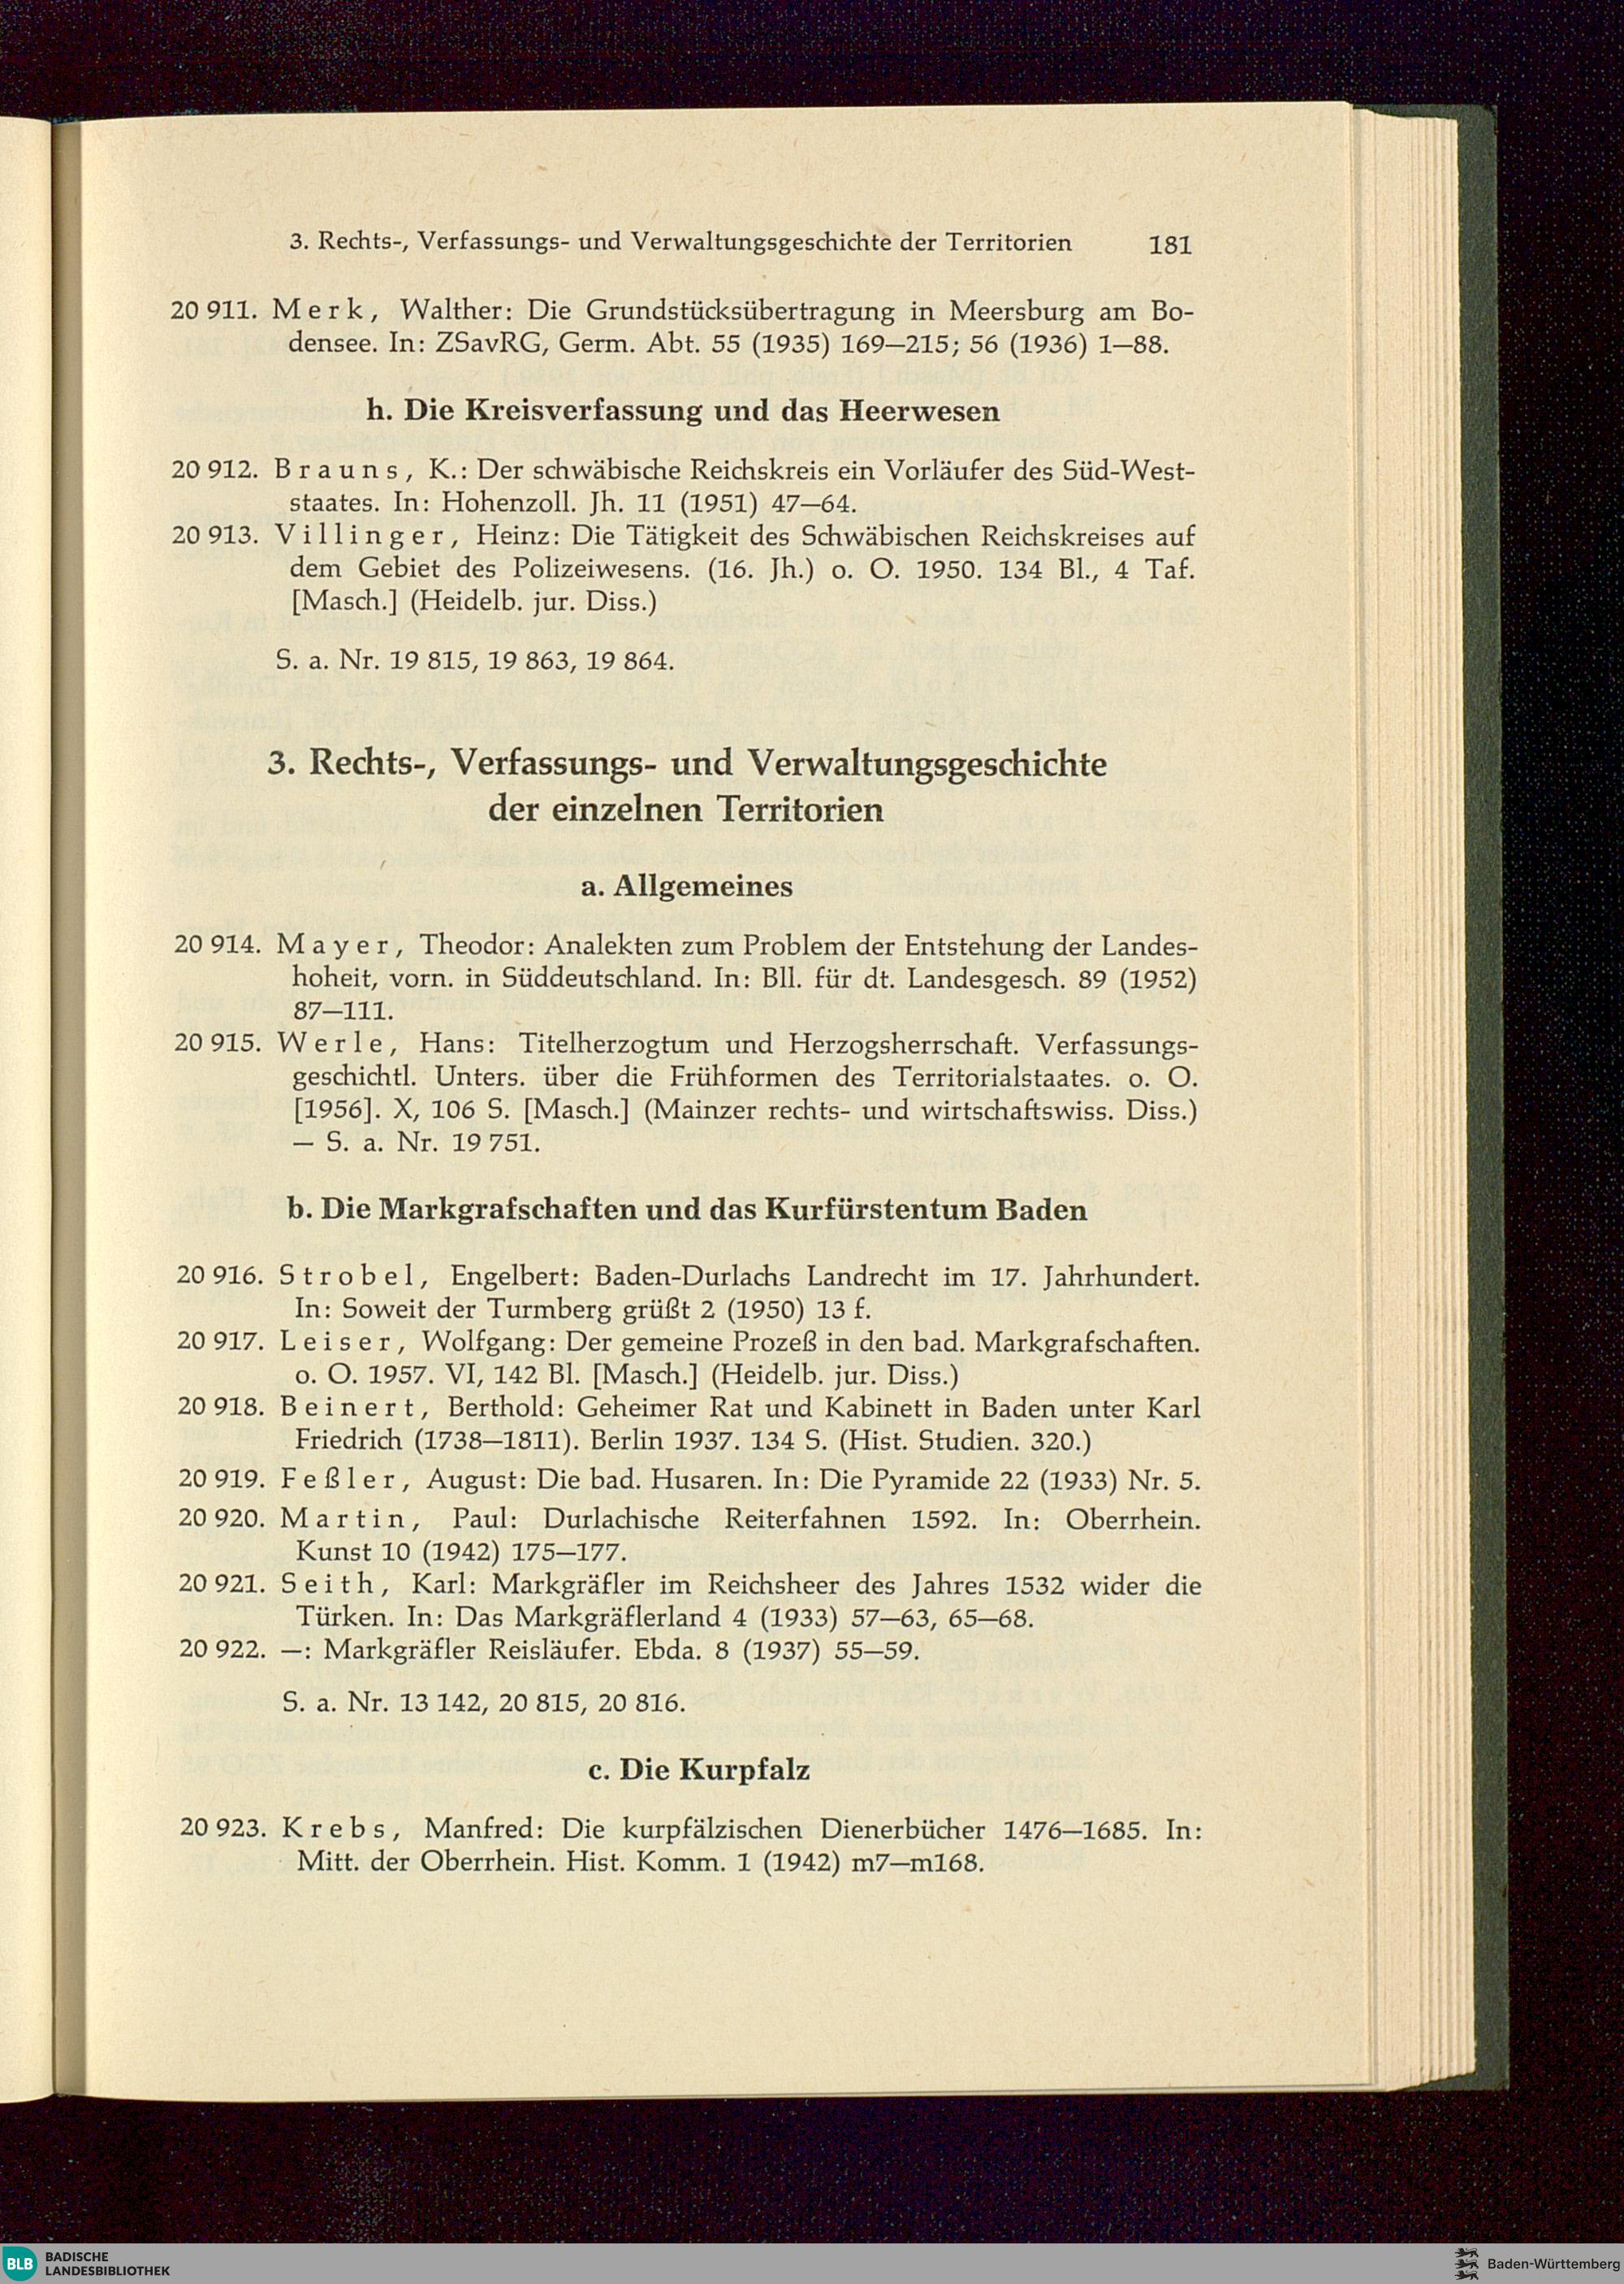 3. Rechts-, Verfassungs- und Verwaltungsgeschichte der Territorien 181
20 911. Merk, Walther: Die Grundstücksübertragung in Meersburg am Bo-
densee. In: ZSavRG, Germ. Abt. 55 (1935) 169—215; 56 (1936) 1—88.
h. Die Kreisverfassung und das Heerwesen
20 912. Brauns, K.: Der schwäbische Reichskreis ein Vorläufer des Süd-West-
staates. In: Hohenzoll. Jh. 11 (1951) 47—64.
20 913. Villinger, Heinz: Die Tätigkeit des Schwäbischen Reichskreises auf
dem Gebiet des Polizeiwesens. (16. Jh.) o. O. 1950. 134 Bl., 4 Taf.
[Masch.] (Heidelb. jur. Diss.)
S. a. Nr. 19 815, 19 863, 19 864.
3. Rechts-, Verfassungs- und Verwaltungsgeschichte
der einzelnen Territorien
a. Allgemeines
20 914. Mayer, Theodor: Analekten zum Problem der Entstehung der Landes-
hoheit, vorn. in Süddeutschland. In: Bll. für dt. Landesgesch. 89 (1952)
87—111.
20 915. Werle, Hans: Titelherzogtum und Herzogsherrschaft. Verfassungs-
geschichtl. Unters. über die Frühformen des Territorialstaates. o. O.
[1956]. X, 106 S. [Masch.] (Mainzer rechts- und wirtschaftswiss. Diss.)
— S. a. Nr. 19 751.
b. Die Markgrafschaften und das Kurfürstentum Baden
20 916. Strobel, Engelbert: Baden-Durlachs Landrecht im 17. Jahrhundert.
In: Soweit der Turmberg grüßt 2 (1950) 13 f.
20 917. Leiser, Wolfgang: Der gemeine Prozeß in den bad. Markgrafschaften.
o. O. 1957. VI, 142 Bl. [Masch.] (Heidelb. jur. Diss.)
20 918. Beinert, Berthold: Geheimer Rat und Kabinett in Baden unter Karl
Friedrich (1738—1811). Berlin 1937. 134 S. (Hist. Studien. 320.)
20 919. Feßler, August: Die bad. Husaren. In: Die Pyramide 22 (1933) Nr. 5.
20 920. Martin, Paul: Durlachische Reiterfahnen 1592. In: Oberrhein.
Kunst 10 (1942) 175—177.
20 921. Seith, Karl: Markgräfler im Reichsheer des Jahres 1532 wider die
Türken. In: Das Markgräflerland 4 (1933) 57—63, 65—68.
20 922. —: Markgräfler Reisläufer. Ebda. 8 (1937) 55—59.
S. a. Nr. 13 142, 20 815, 20 816.
c. Die Kurpfalz
20 923. Krebs, Manfred: Die kurpfälzischen Dienerbücher 1476—1685. In:
Mitt. der Oberrhein. Hist. Komm. 1 (1942) m7—m168.
BLB BADISCHE
LANDESBIBLIOTHEK
Baden-Württemberg